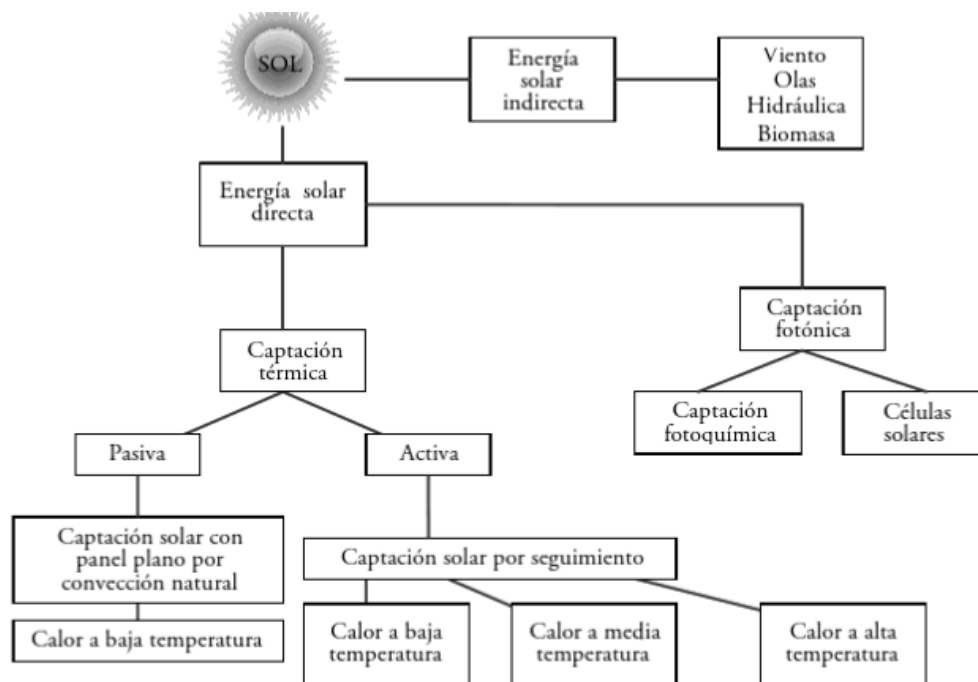 SOL
Energía
solar
indirecta
Viento
Olas
Hidráulica
Biomasa
Energía solar
directa
Captación
térmica
Captación
fotónica
Captación
fotoquímica
Células
solares
Pasiva
Activa
Captación solar con
panel plano por
convección natural
Captación solar por seguimiento
Calor a baja temperatura
Calor a baja
temperatura
Calor a media
temperatura
Calor a alta
temperatura